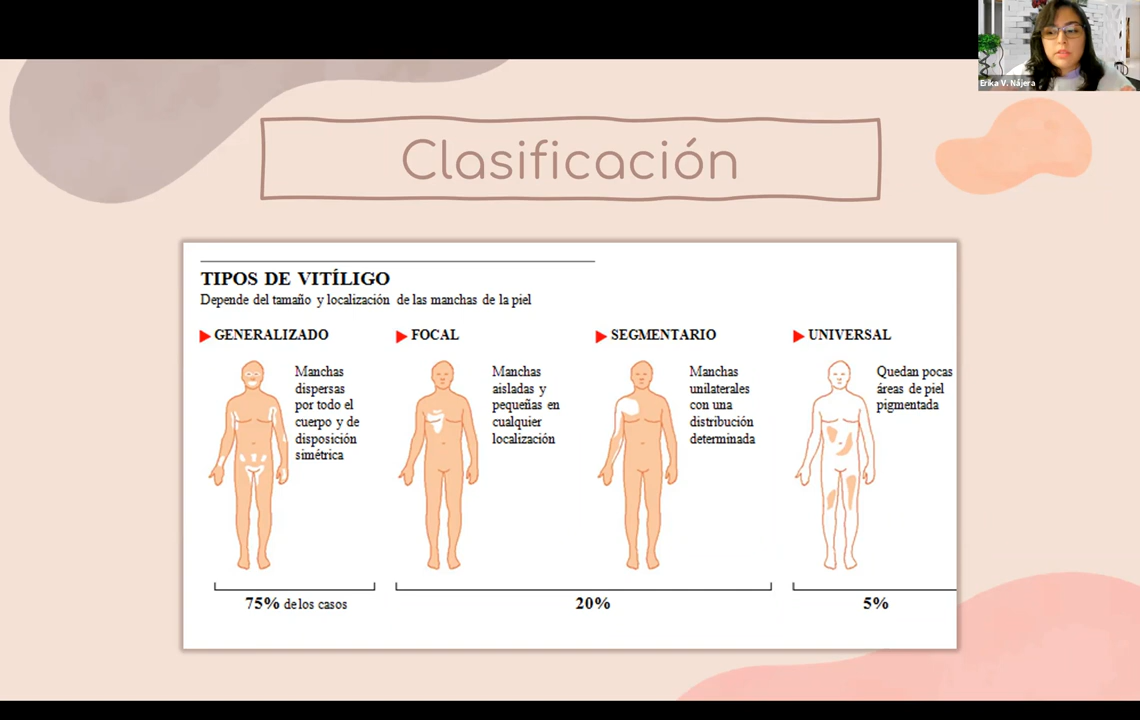 Erika V. Nájera
Clasificación
TIPOS DE VITÍLIGO
Depende del tamaño y localización de las manchas de la piel
GENERALIZADO
Manchas
dispersas
por todo el
cuerpo y de
disposición
simétrica
75% de los casos
FOCAL
Manchas
aisladas y
pequeñas en
cualquier
localización
SEGMENTARIO
Manchas
unilaterales
con una
distribución
determinada
20%
UNIVERSAL
Quedan pocas
áreas de piel
pigmentada
5%